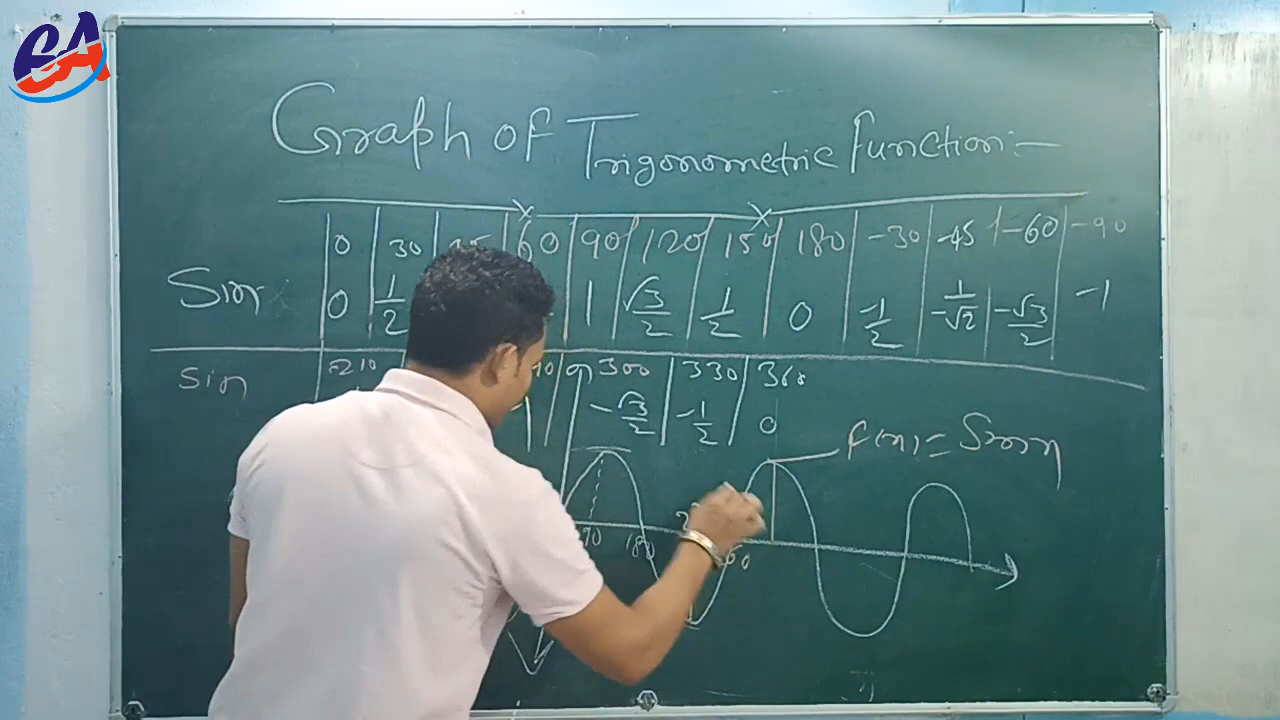 GA
Graph of Trigonometric function:-
0 30 60 90 120 150 180 -30 -45 -60 -90
Sin 0 1/2 1 √3/2 1/2 0 -1/2 -1/√2 -√3/2 -1
Sin 210 300 330 360
-√3/2 -1/2 0
f(x) = Sinx
90 180